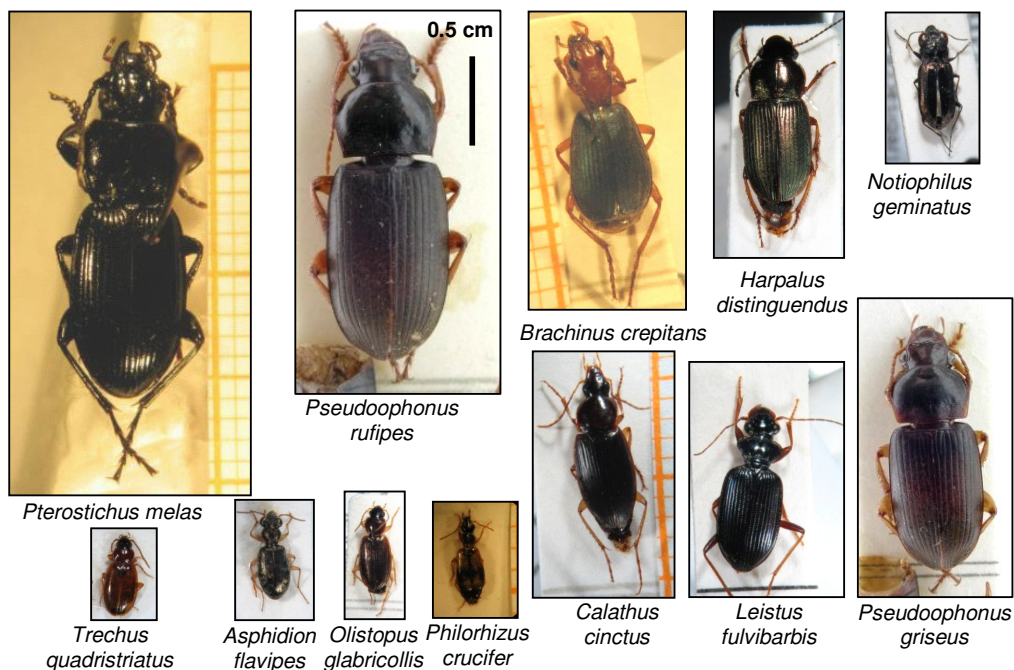 0.5 cm
Notiophilus
geminatus
Harpalus
distinguendus
Brachinus crepitans
Pseudoophonus
rufipes
Pterostichus melas
Trechus
quadristriatus
Asphidion
flavipes
Olistopus
glabricollis
Philorhizus
crucifer
Calathus
cinctus
Leistus
fulvibarbis
Pseudoophonus
griseus